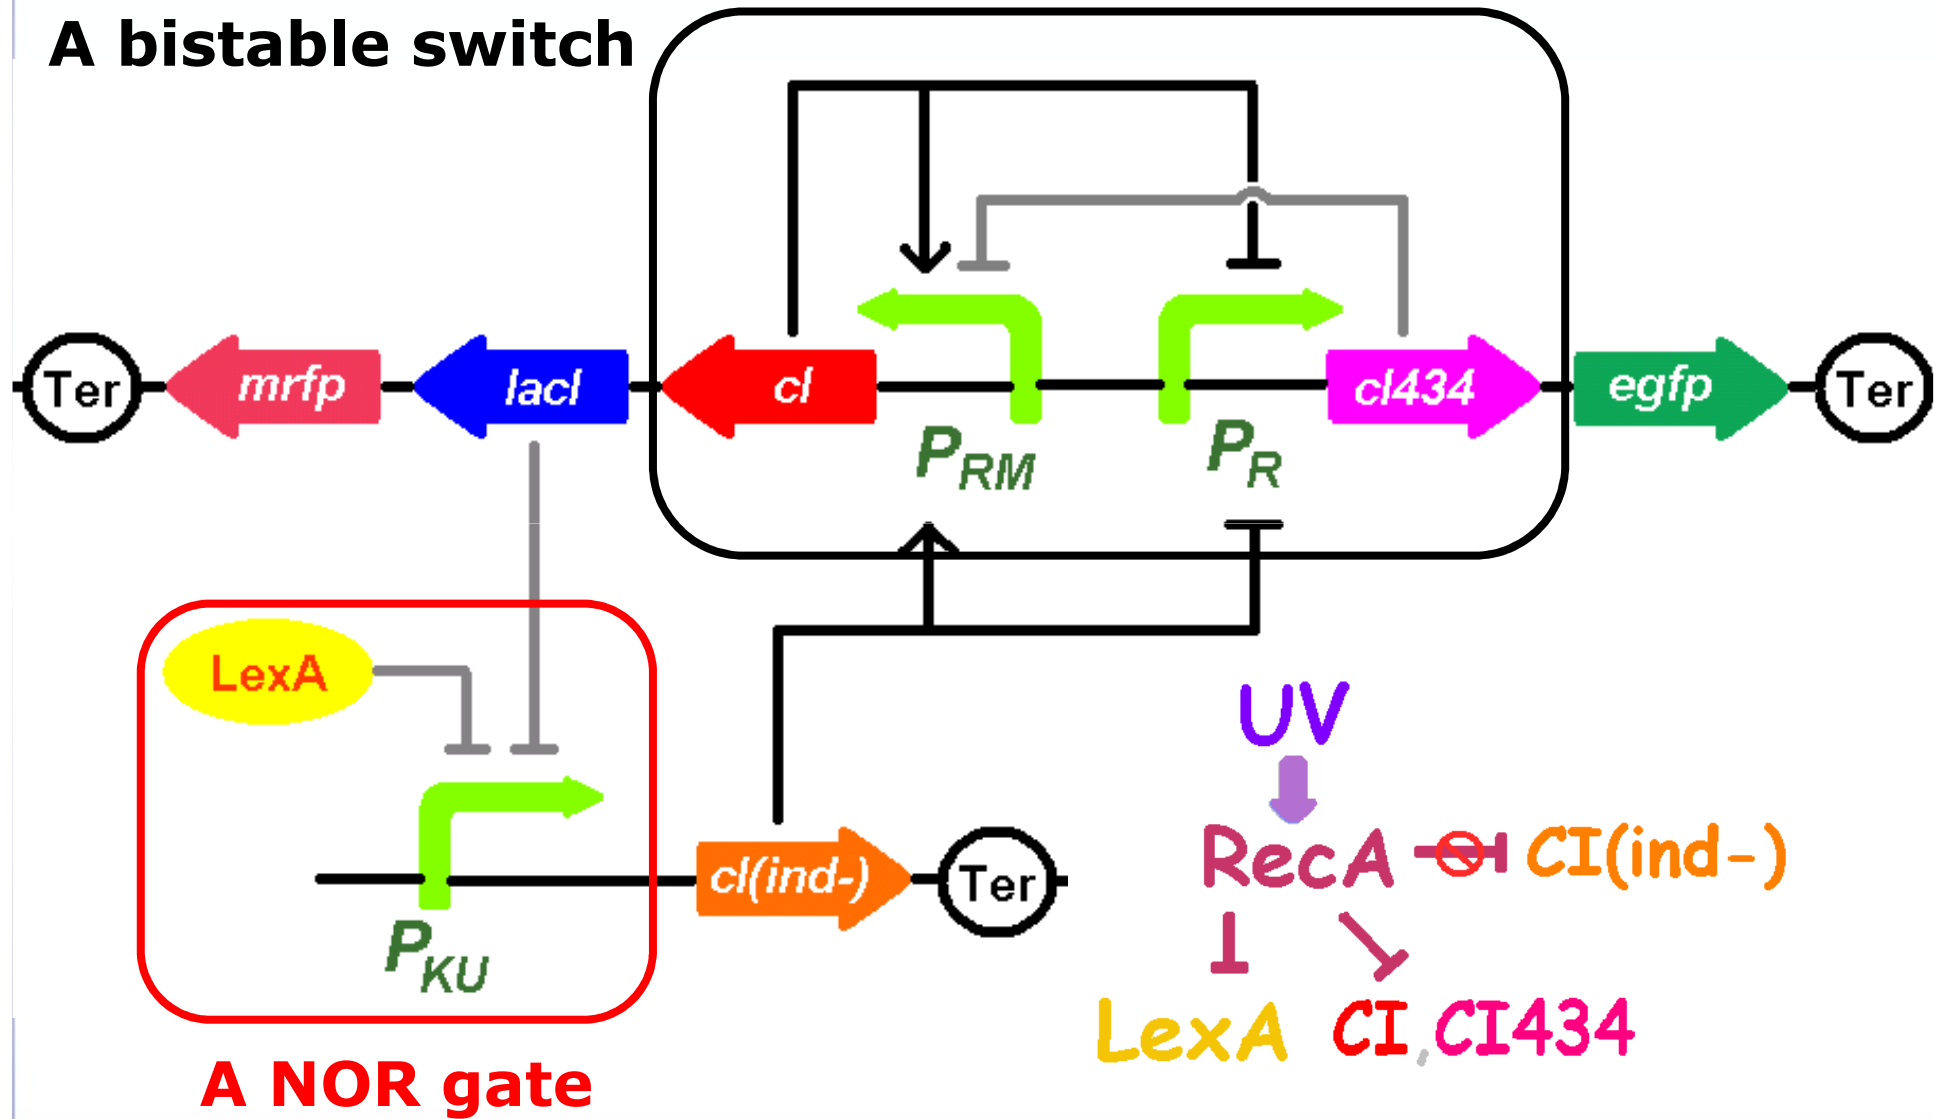 A bistable switch
Ter
mrfp
lacI
cI
cI434
egfp
Ter
PRM
PR
LexA
PKU
cI(ind-)
Ter
A NOR gate
UV
RecA
CI(ind-)
LexA
CI,CI434